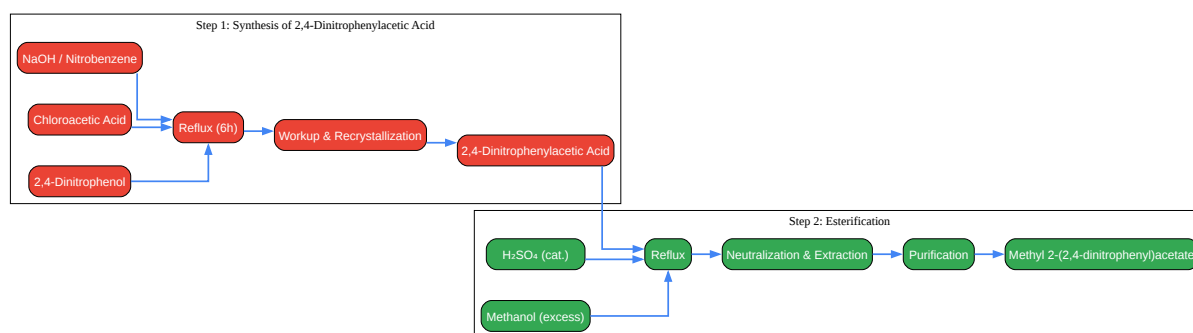 Step 1: Synthesis of 2,4-Dinitrophenylacetic Acid
NaOH / Nitrobenzene
Chloroacetic Acid
Reflux (6h)
Workup & Recrystallization
2,4-Dinitrophenylacetic Acid
2,4-Dinitrophenol
Step 2: Esterification
H₂SO₄ (cat.)
Reflux
Neutralization & Extraction
Purification
Methyl 2-(2,4-dinitrophenyl)acetate
Methanol (excess)